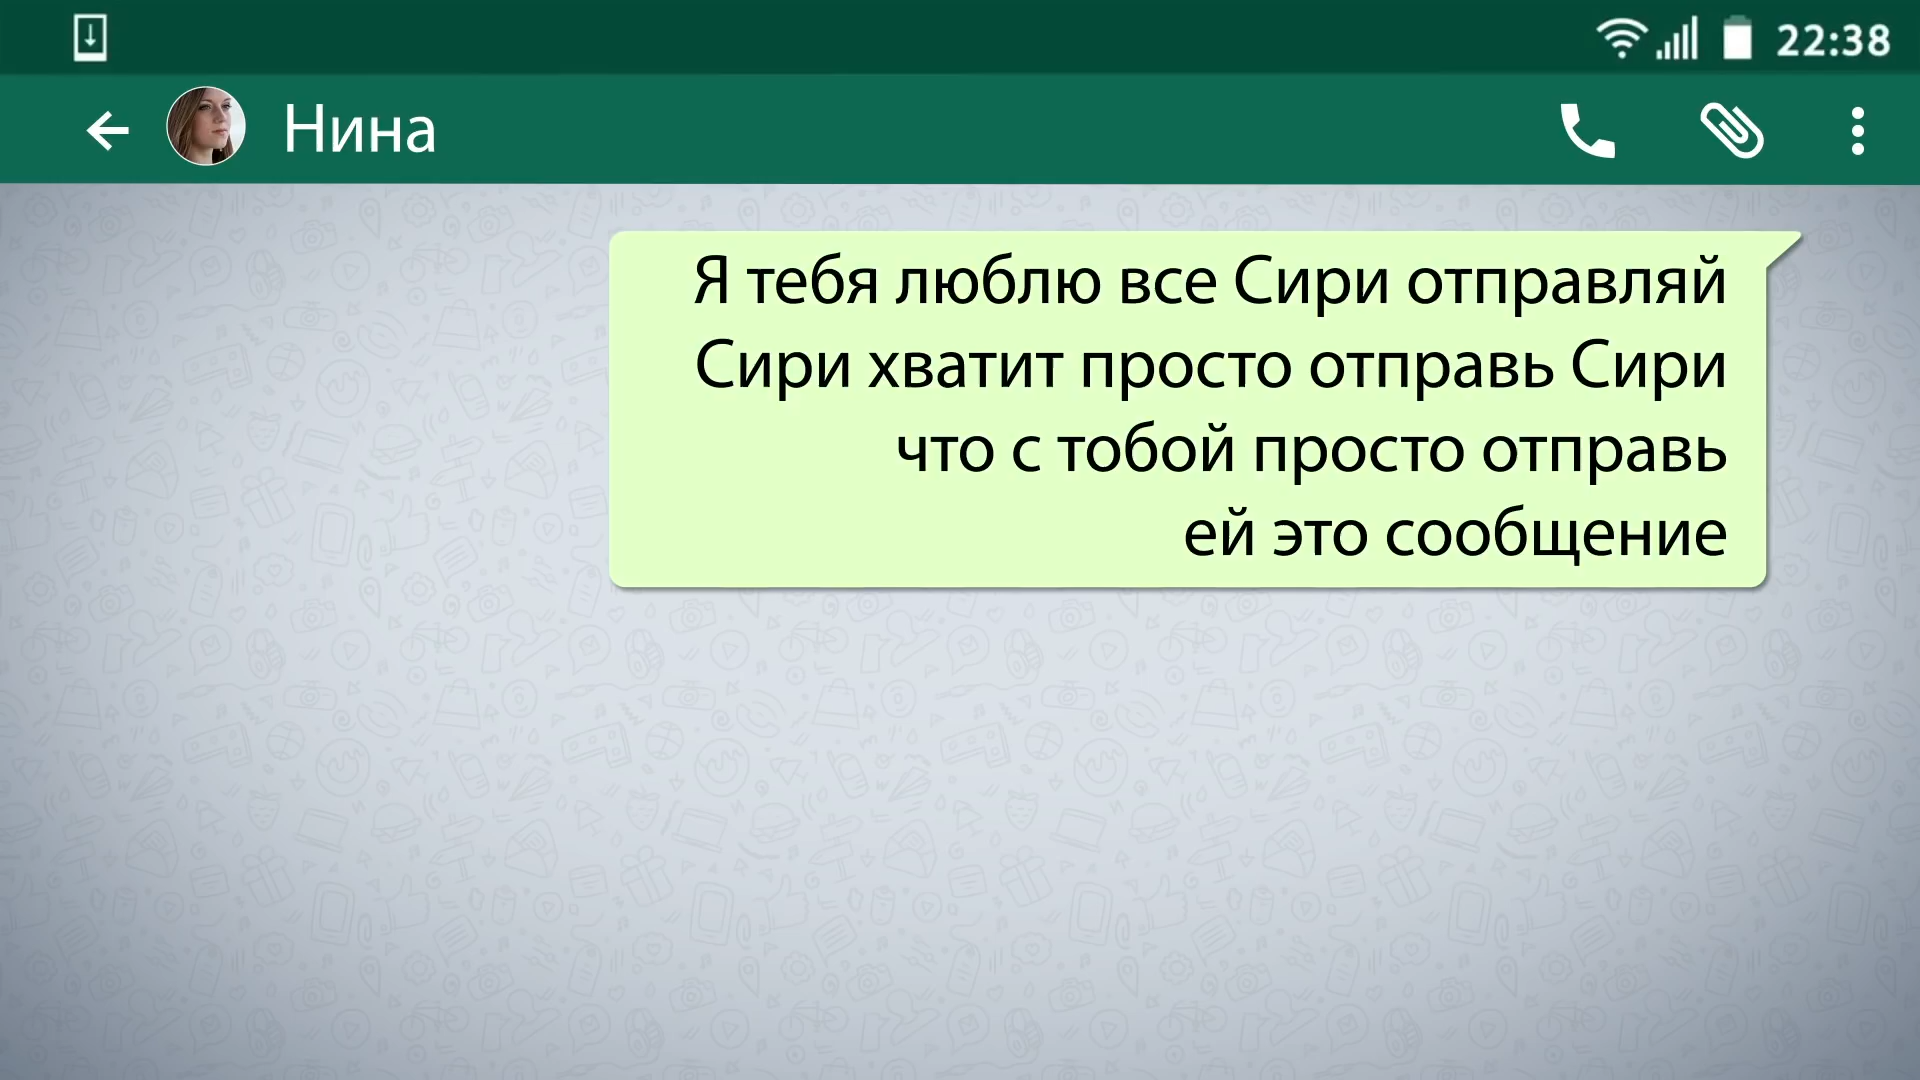 22:38
Нина
Я тебя люблю все Сири отправляй
Сири хватит просто отправь Сири
что с тобой просто отправь
ей это сообщение